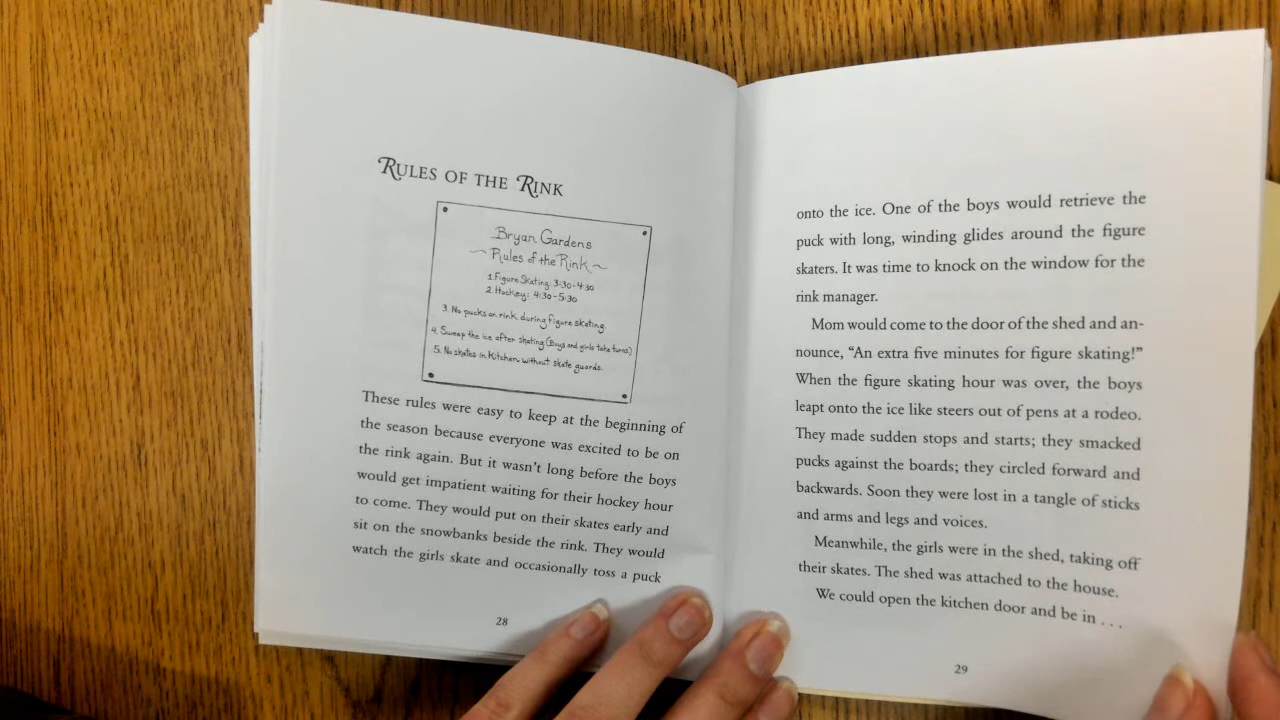 RULES OF THE RINK
Bryan Gardens
~ Rules of the Rink ~
1. Figure Skating: 3:30-4:30
2. Hockey: 4:30-5:30
3. No pucks on rink during figure skating.
4. Sweep the ice after skating (Boys and girls take turns)
5. No skates in Kitchen without skate guards.
These rules were easy to keep at the beginning of
the season because everyone was excited to be on
the rink again. But it wasn't long before the boys
would get impatient waiting for their hockey hour
to come. They would put on their skates early and
sit on the snowbanks beside the rink. They would
watch the girls skate and occasionally toss a puck
28
onto the ice. One of the boys would retrieve the
puck with long, winding glides around the figure
skaters. It was time to knock on the window for the
rink manager.
Mom would come to the door of the shed and an-
nounce, “An extra five minutes for figure skating!”
When the figure skating hour was over, the boys
leapt onto the ice like steers out of pens at a rodeo.
They made sudden stops and starts; they smacked
pucks against the boards; they circled forward and
backwards. Soon they were lost in a tangle of sticks
and arms and legs and voices.
Meanwhile, the girls were in the shed, taking off
their skates. The shed was attached to the house.
We could open the kitchen door and be in . . .
29